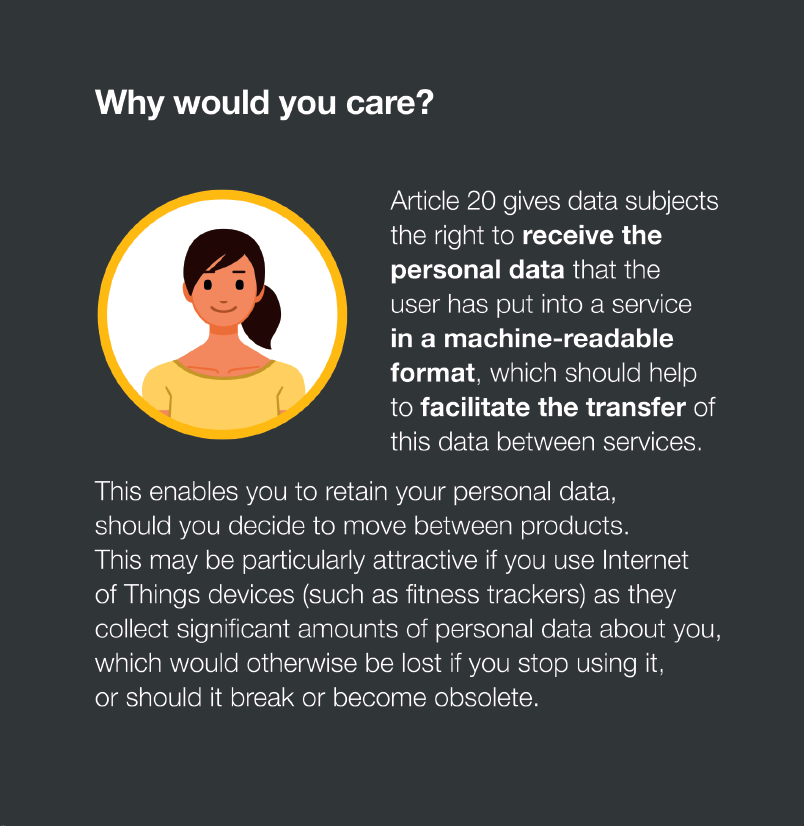 Why would you care?
Article 20 gives data subjects
the right to receive the
personal data that the
user has put into a service
in a machine-readable
format, which should help
to facilitate the transfer of
this data between services.
This enables you to retain your personal data,
should you decide to move between products.
This may be particularly attractive if you use Internet
of Things devices (such as fitness trackers) as they
collect significant amounts of personal data about you,
which would otherwise be lost if you stop using it,
or should it break or become obsolete.